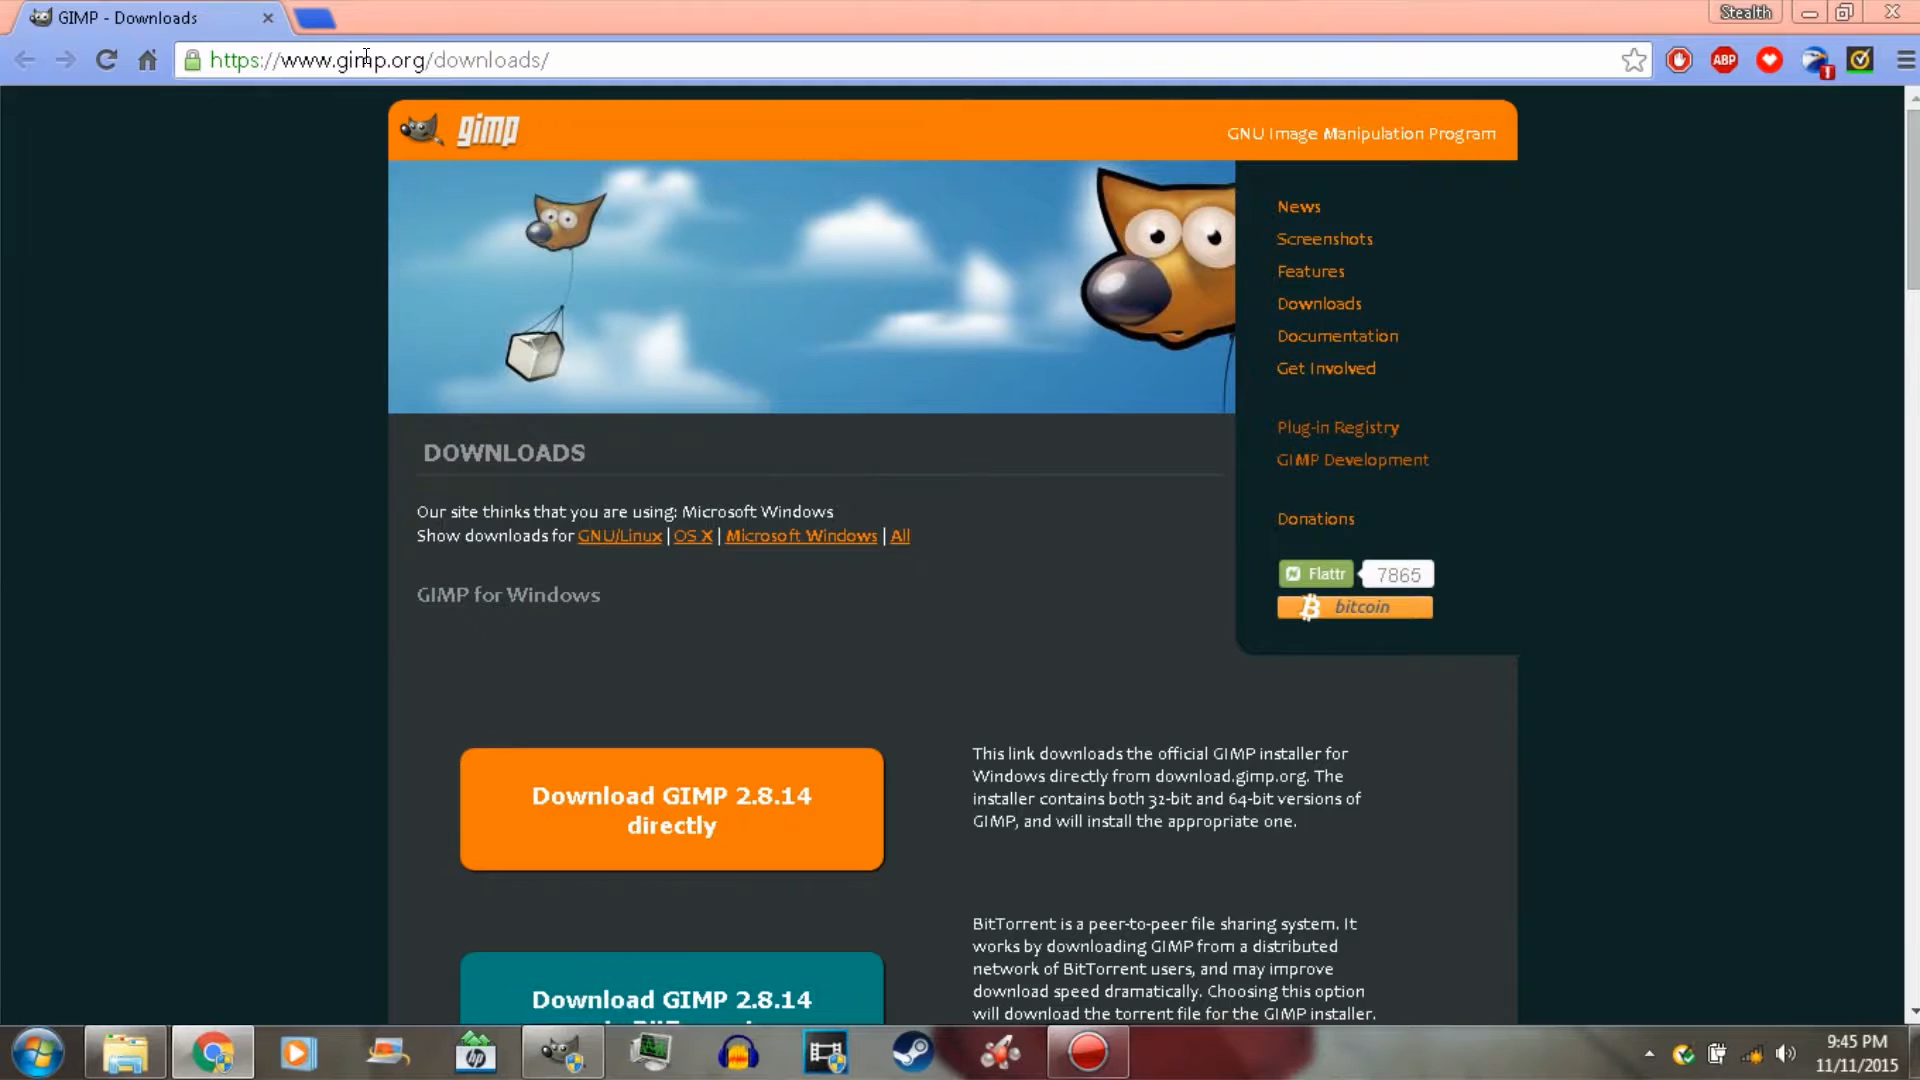 GIMP - Downloads
Stealth
https://www.gimp.org/downloads/
ABP
1
gimp
GNU Image Manipulation Program
News
Screenshots
Features
Downloads
Documentation
Get Involved
Plug-in Registry
GIMP Development
Donations
Flattr
7865
bitcoin
DOWNLOADS
Our site thinks that you are using: Microsoft Windows
Show downloads for GNU/Linux | OS X | Microsoft Windows | All
GIMP for Windows
Download GIMP 2.8.14
directly
This link downloads the official GIMP installer for
Windows directly from download.gimp.org. The
installer contains both 32-bit and 64-bit versions of
GIMP, and will install the appropriate one.
Download GIMP 2.8.14
BitTorrent is a peer-to-peer file sharing system. It
works by downloading GIMP from a distributed
network of BitTorrent users, and may improve
download speed dramatically. Choosing this option
will download the torrent file for the GIMP installer.
hp
9:45 PM
11/11/2015